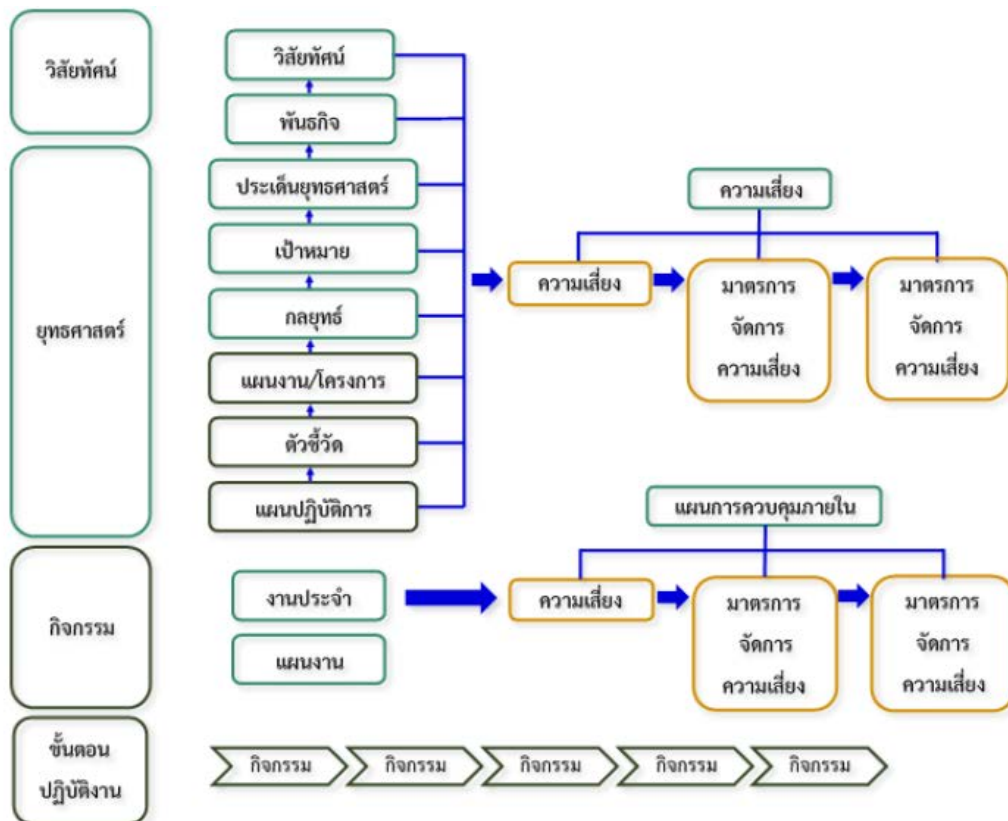 วิสัยทัศน์
วิสัยทัศน์
พันธกิจ
ยุทธศาสตร์
ประเด็นยุทธศาสตร์
เป้าหมาย
กลยุทธ์
แผนงาน/โครงการ
ตัวชี้วัด
แผนปฏิบัติการ
ความเสี่ยง
ความเสี่ยง
มาตรการ
จัดการ
ความเสี่ยง
มาตรการ
จัดการ
ความเสี่ยง
กิจกรรม
งานประจำ
แผนงาน
แผนการควบคุมภายใน
ความเสี่ยง
มาตรการ
จัดการ
ความเสี่ยง
มาตรการ
จัดการ
ความเสี่ยง
ขั้นตอน
ปฏิบัติงาน
กิจกรรม
กิจกรรม
กิจกรรม
กิจกรรม
กิจกรรม